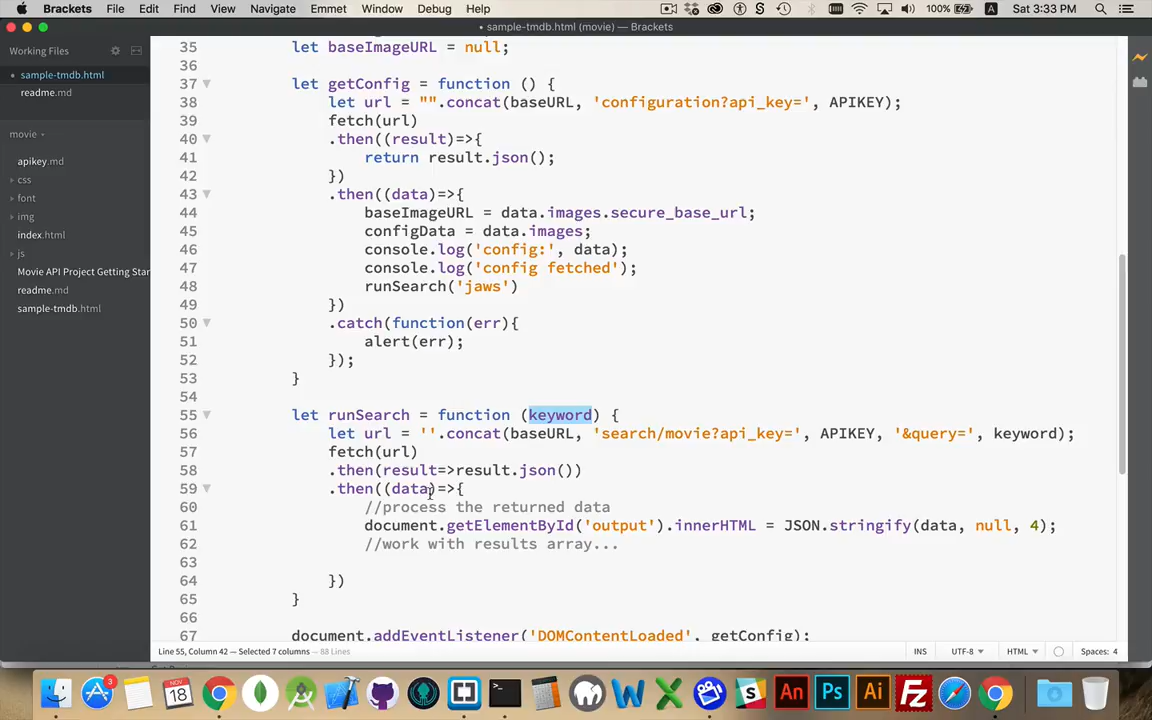 Brackets File Edit Find View Navigate Emmet Window Debug Help 100% A Sat 3:33 PM
• sample-tmdb.html (movie) — Brackets
Working Files
• sample-tmdb.html
readme.md
movie
apikey.md
css
font
img
index.html
js
Movie API Project Getting Star
readme.md
sample-tmdb.html
35 let baseImageURL = null;
36
37 let getConfig = function () {
38 let url = "".concat(baseURL, 'configuration?api_key=', APIKEY);
39 fetch(url)
40 .then((result)=>{
41 return result.json();
42 })
43 .then((data)=>{
44 baseImageURL = data.images.secure_base_url;
45 configData = data.images;
46 console.log('config:', data);
47 console.log('config fetched');
48 runSearch('jaws')
49 })
50 .catch(function(err){
51 alert(err);
52 });
53 }
54
55 let runSearch = function (keyword) {
56 let url = ''.concat(baseURL, 'search/movie?api_key=', APIKEY, '&query=', keyword);
57 fetch(url)
58 .then(result=>result.json())
59 .then((data)=>{
60 //process the returned data
61 document.getElementById('output').innerHTML = JSON.stringify(data, null, 4);
62 //work with results array...
63
64 })
65 }
66
67 document.addEventListener('DOMContentLoaded', getConfig);
Line 55, Column 42 — Selected 7 columns — 88 Lines INS UTF-8 HTML Spaces: 4
3
NOV
18
An
Ps
Ai
Fz